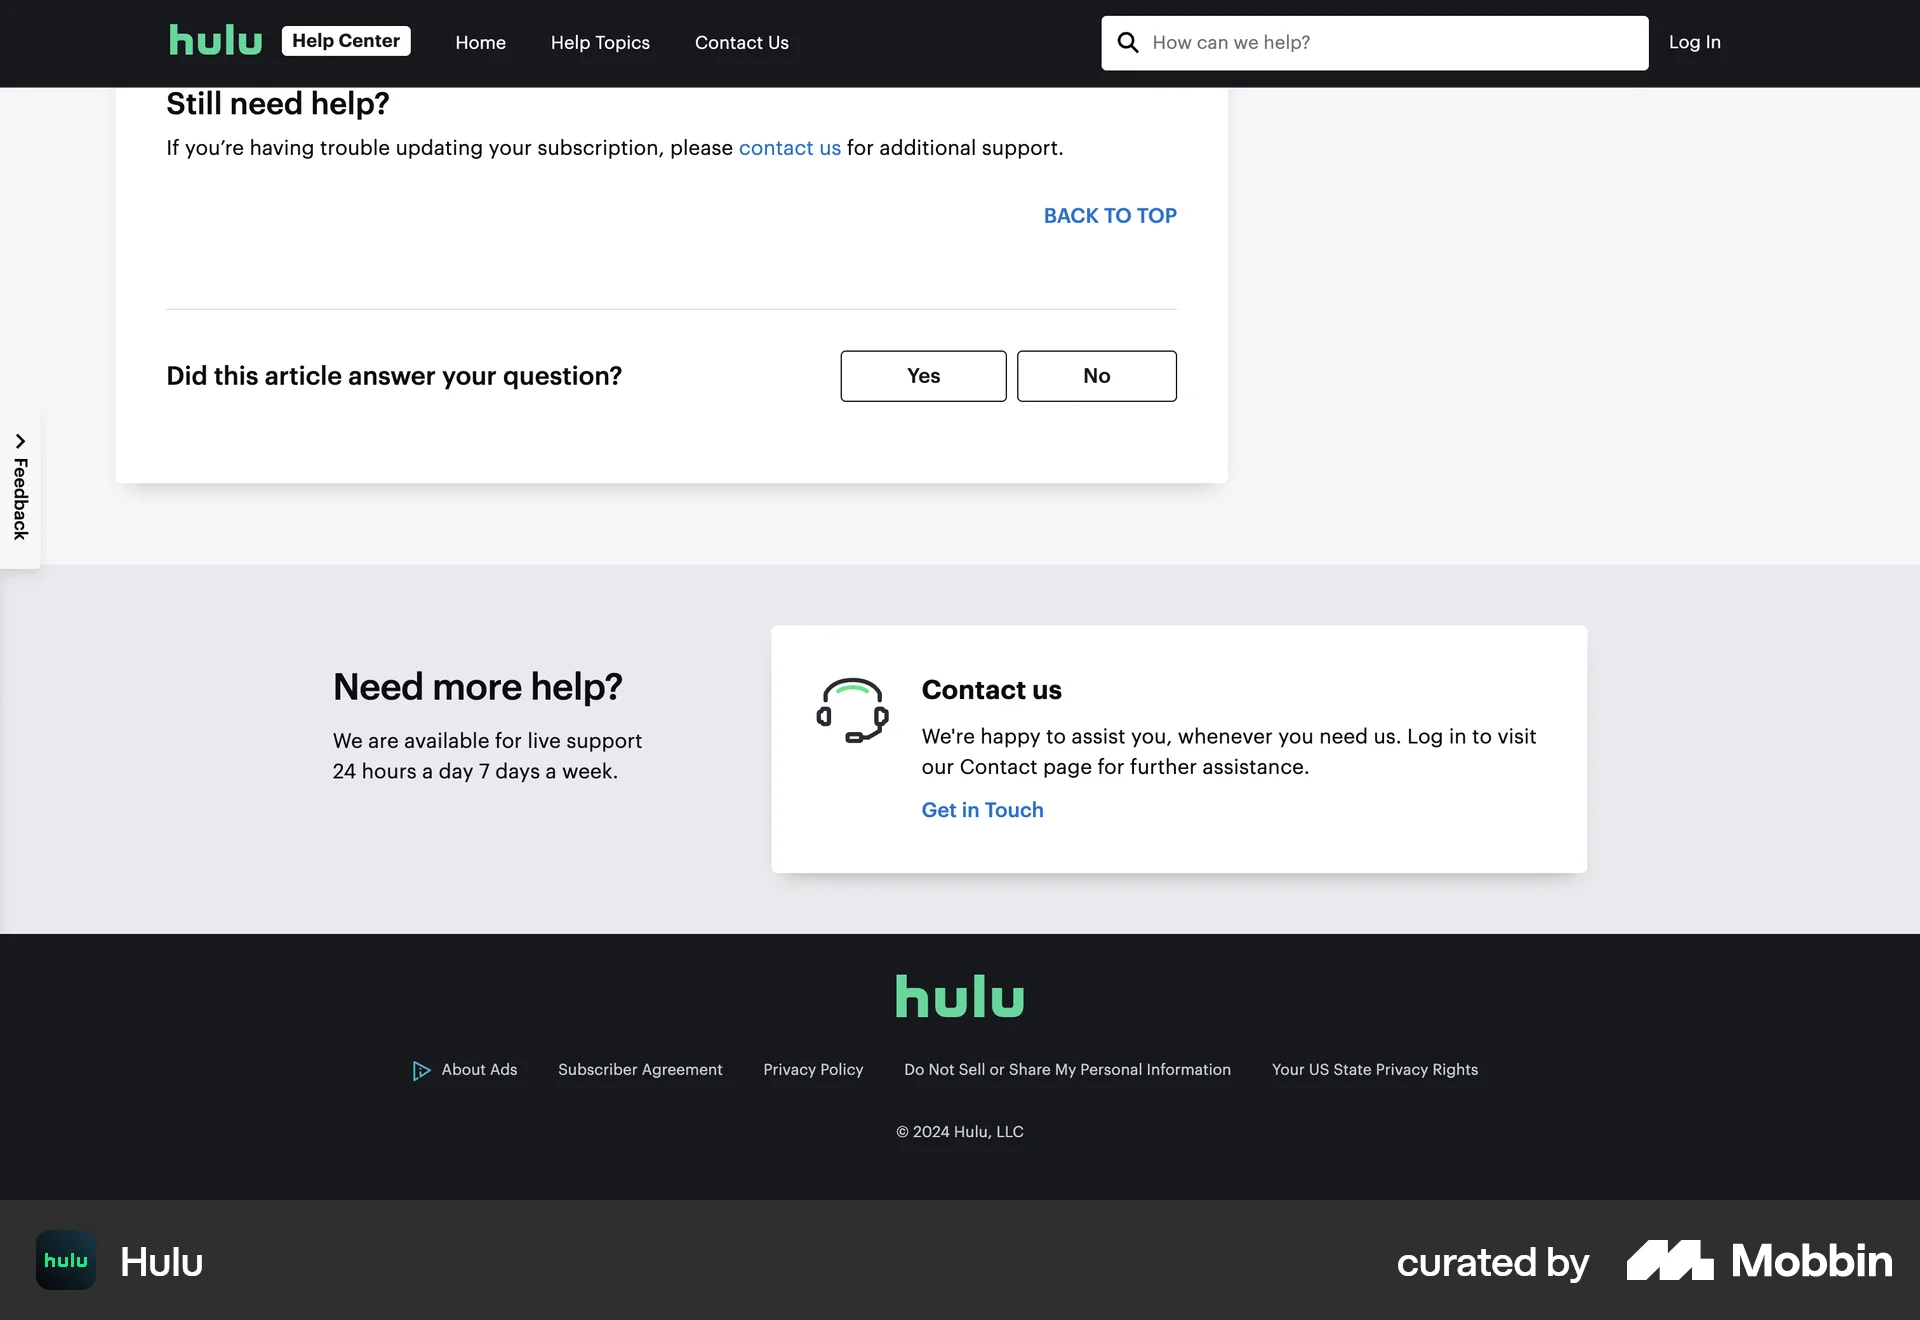 hulu Help Center Home Help Topics Contact Us How can we help? Log In
Still need help?
If you’re having trouble updating your subscription, please contact us for additional support.
BACK TO TOP
Did this article answer your question? Yes No
Feedback
Need more help?
We are available for live support
24 hours a day 7 days a week.
Contact us
We're happy to assist you, whenever you need us. Log in to visit
our Contact page for further assistance.
Get in Touch
hulu
About Ads Subscriber Agreement Privacy Policy Do Not Sell or Share My Personal Information Your US State Privacy Rights
© 2024 Hulu, LLC
hulu Hulu curated by Mobbin